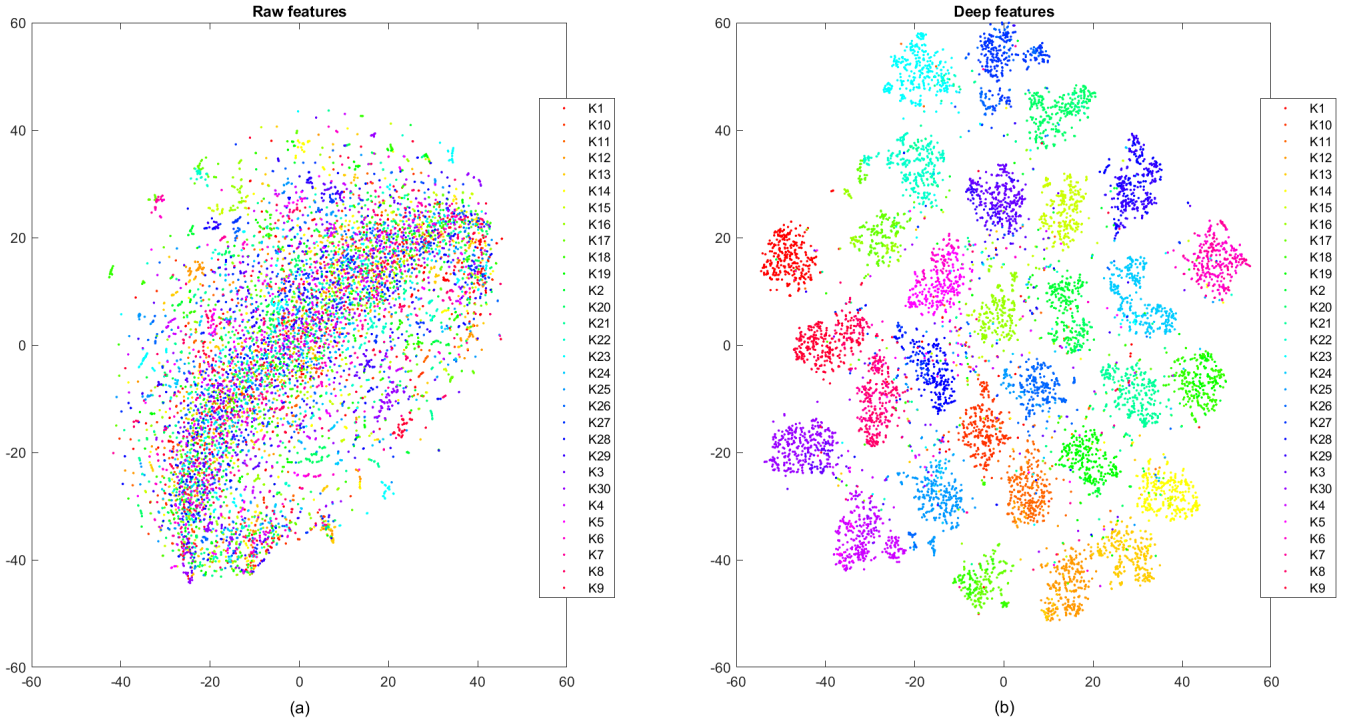 Raw features
60
40
20
0
-20
-40
-60
-60
-40
-20
0
20
40
60
K1
K10
K11
K12
K13
K14
K15
K16
K17
K18
K19
K2
K20
K21
K22
K23
K24
K25
K26
K27
K28
K29
K3
K30
K4
K5
K6
K7
K8
K9
(a)
Deep features
60
40
20
0
-20
-40
-60
-60
-40
-20
0
20
40
60
K1
K10
K11
K12
K13
K14
K15
K16
K17
K18
K19
K2
K20
K21
K22
K23
K24
K25
K26
K27
K28
K29
K3
K30
K4
K5
K6
K7
K8
K9
(b)